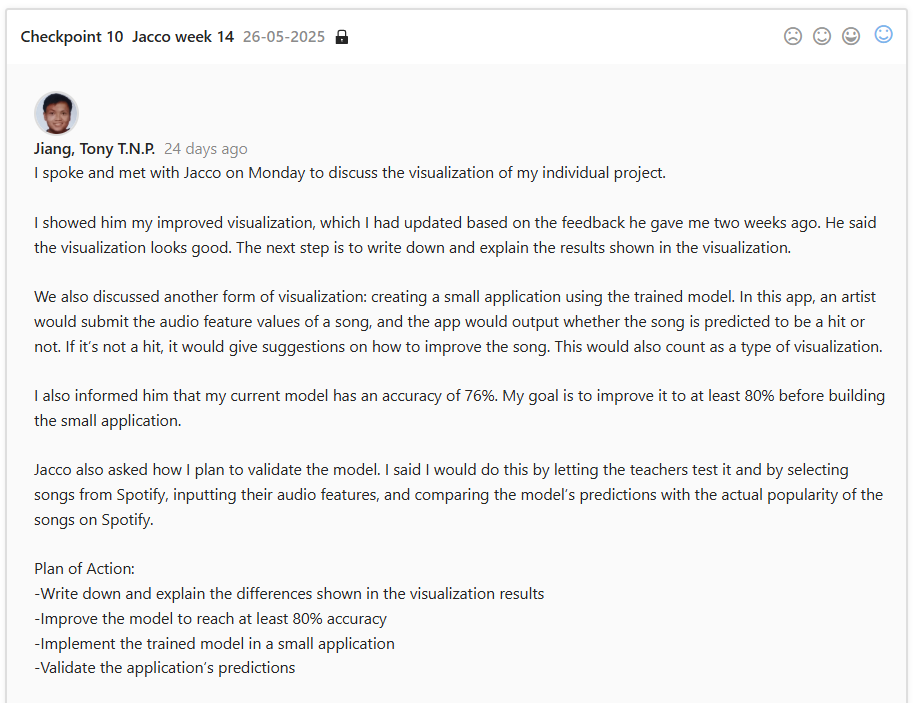 Checkpoint 10 Jacco week 14 26-05-2025
Jiang, Tony T.N.P. 24 days ago
I spoke and met with Jacco on Monday to discuss the visualization of my individual project.
I showed him my improved visualization, which I had updated based on the feedback he gave me two weeks ago. He said
the visualization looks good. The next step is to write down and explain the results shown in the visualization.
We also discussed another form of visualization: creating a small application using the trained model. In this app, an artist
would submit the audio feature values of a song, and the app would output whether the song is predicted to be a hit or
not. If it’s not a hit, it would give suggestions on how to improve the song. This would also count as a type of visualization.
I also informed him that my current model has an accuracy of 76%. My goal is to improve it to at least 80% before building
the small application.
Jacco also asked how I plan to validate the model. I said I would do this by letting the teachers test it and by selecting
songs from Spotify, inputting their audio features, and comparing the model’s predictions with the actual popularity of the
songs on Spotify.
Plan of Action:
-Write down and explain the differences shown in the visualization results
-Improve the model to reach at least 80% accuracy
-Implement the trained model in a small application
-Validate the application’s predictions